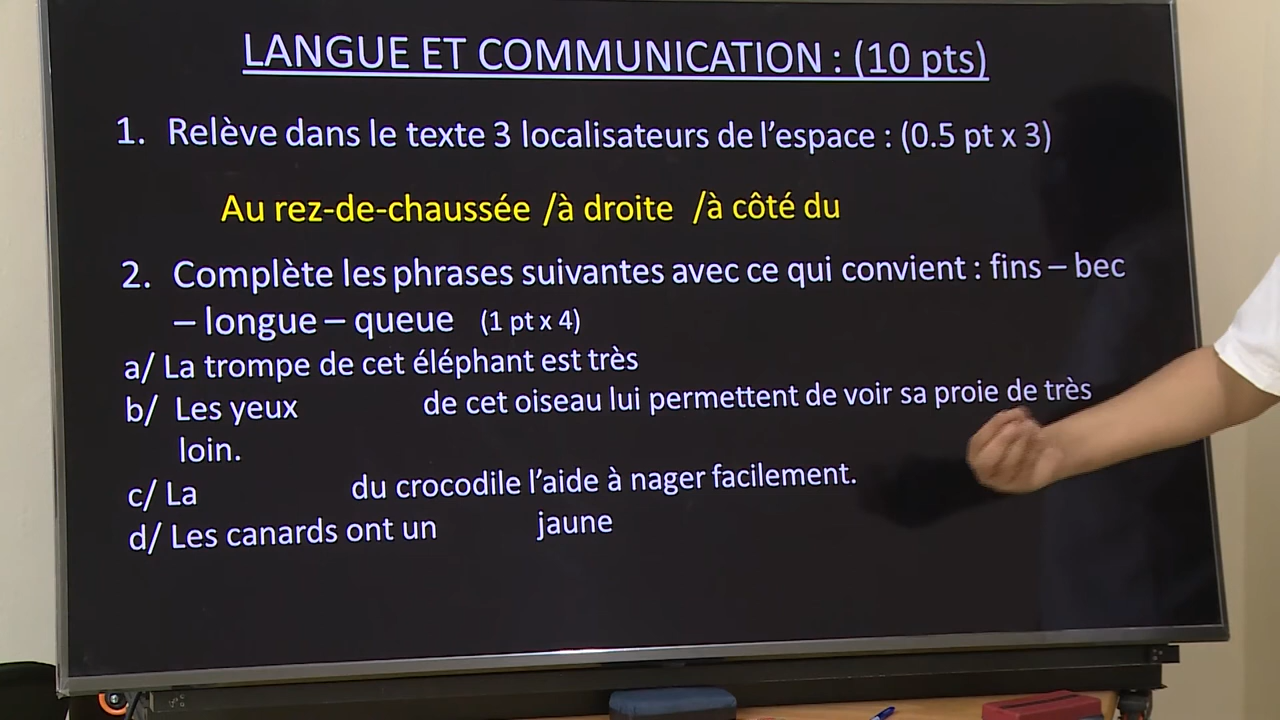 LANGUE ET COMMUNICATION : (10 pts)
1. Relève dans le texte 3 localisateurs de l'espace : (0.5 pt x 3)
Au rez-de-chaussée /à droite /à côté du
2. Complète les phrases suivantes avec ce qui convient : fins – bec
– longue – queue (1 pt x 4)
a/ La trompe de cet éléphant est très
b/ Les yeux de cet oiseau lui permettent de voir sa proie de très
loin.
c/ La du crocodile l'aide à nager facilement.
d/ Les canards ont un jaune